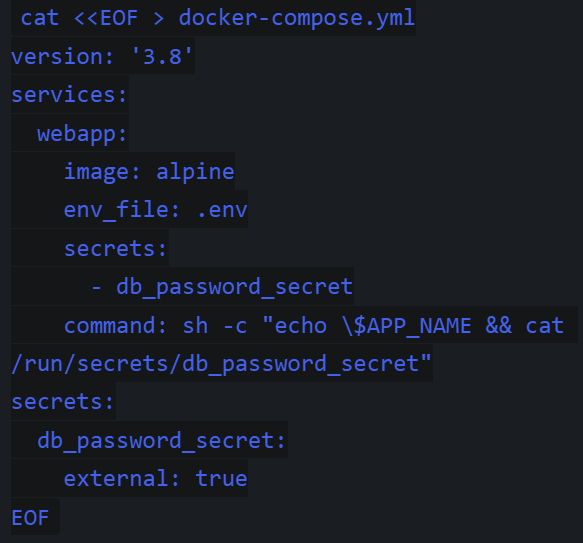 cat <<EOF > docker-compose.yml
version: '3.8'
services:
  webapp:
    image: alpine
    env_file: .env
    secrets:
      - db_password_secret
    command: sh -c "echo \$APP_NAME && cat
/run/secrets/db_password_secret"
secrets:
  db_password_secret:
    external: true
EOF